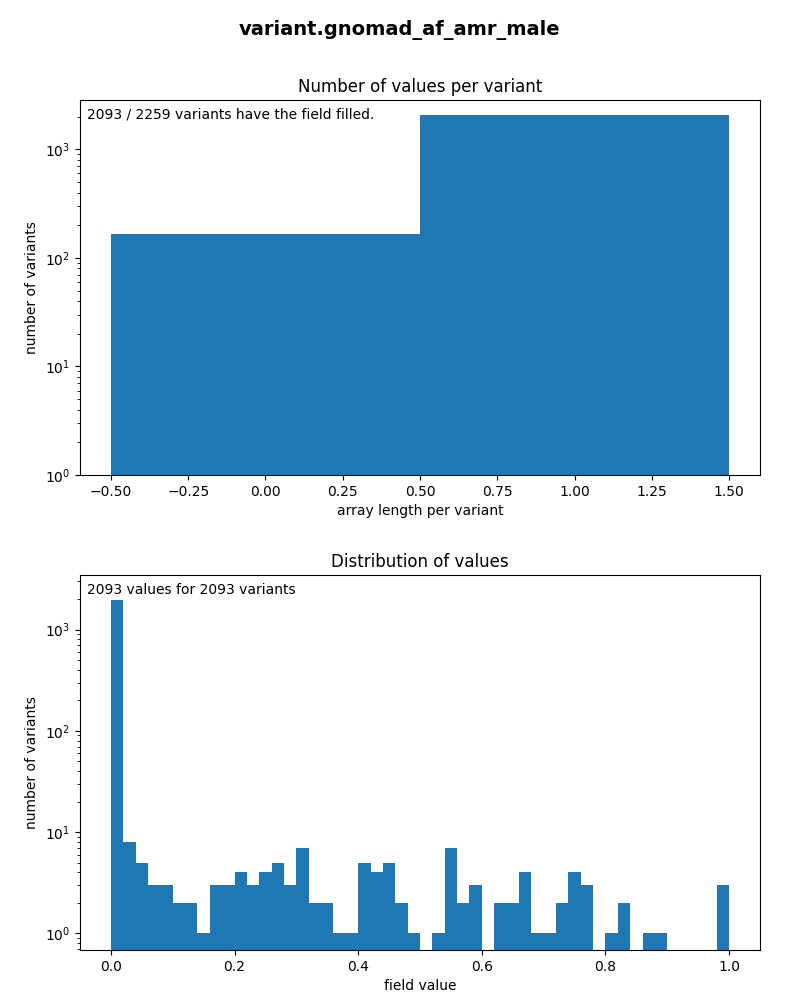 variant.gnomad_af_amr_male
Number of values per variant
2093 / 2259 variants have the field filled.
number of variants
10³
10²
10¹
10⁰
−0.50 −0.25 0.00 0.25 0.50 0.75 1.00 1.25 1.50
array length per variant
Distribution of values
2093 values for 2093 variants
number of variants
10³
10²
10¹
10⁰
0.0 0.2 0.4 0.6 0.8 1.0
field value